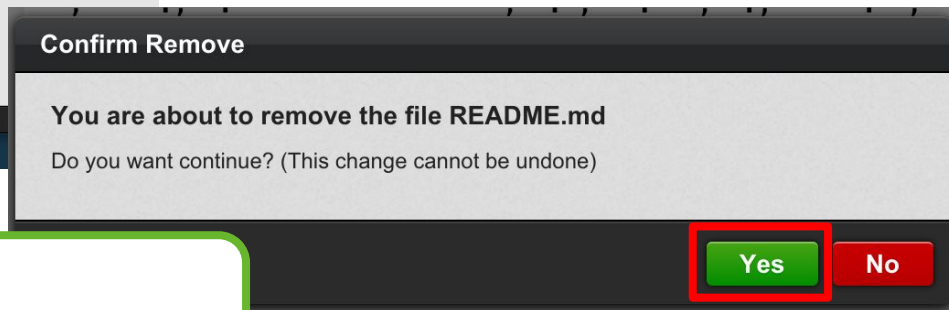 Confirm Remove
You are about to remove the file README.md
Do you want continue? (This change cannot be undone)
Yes No